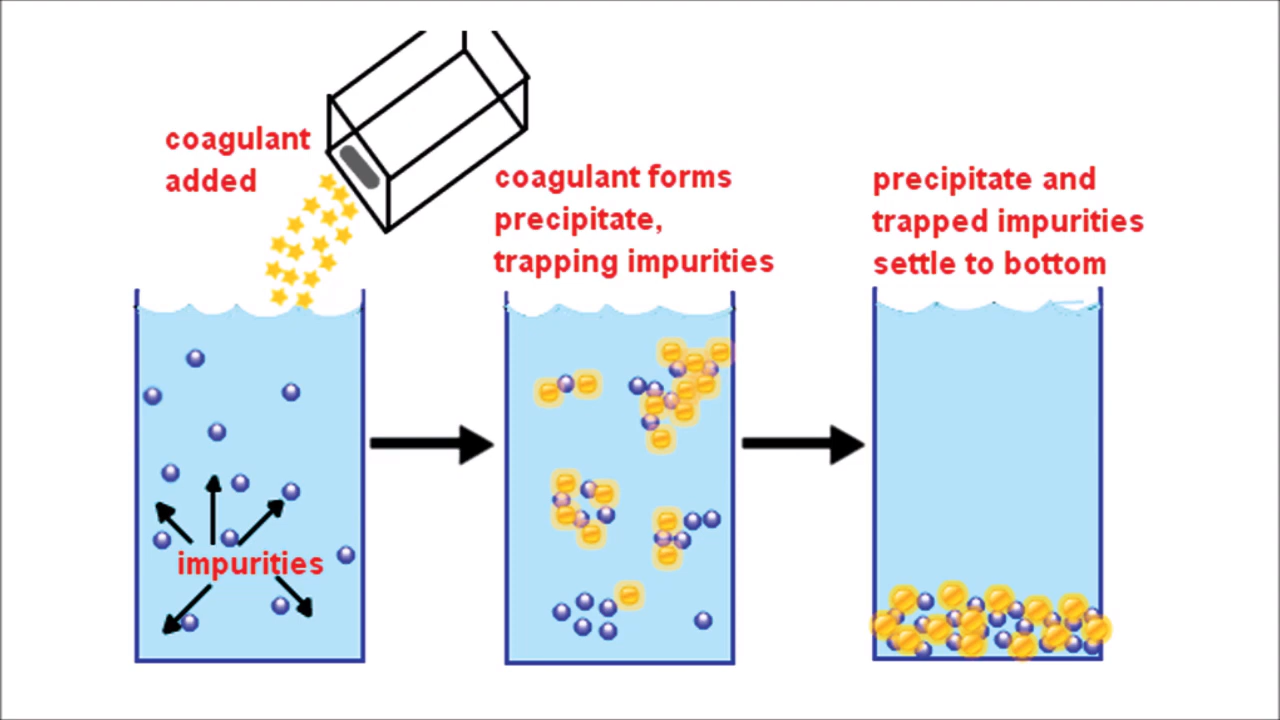 coagulant
added
coagulant forms
precipitate,
trapping impurities
precipitate and
trapped impurities
settle to bottom
impurities